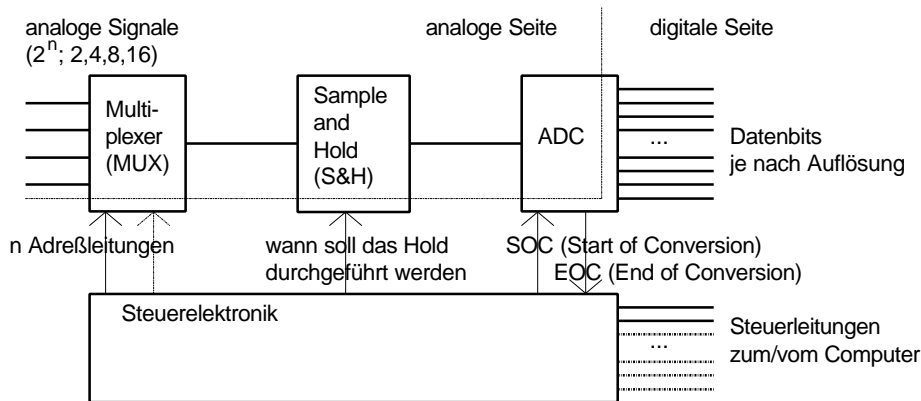 analoge Signale
(2ⁿ; 2,4,8,16)
analoge Seite
digitale Seite
Multi-
plexer
(MUX)
Sample
and
Hold
(S&H)
ADC
...
Datenbits
je nach Auflösung
n Adreßleitungen
wann soll das Hold
durchgeführt werden
SOC (Start of Conversion)
EOC (End of Conversion)
Steuerelektronik
...
Steuerleitungen
zum/vom Computer